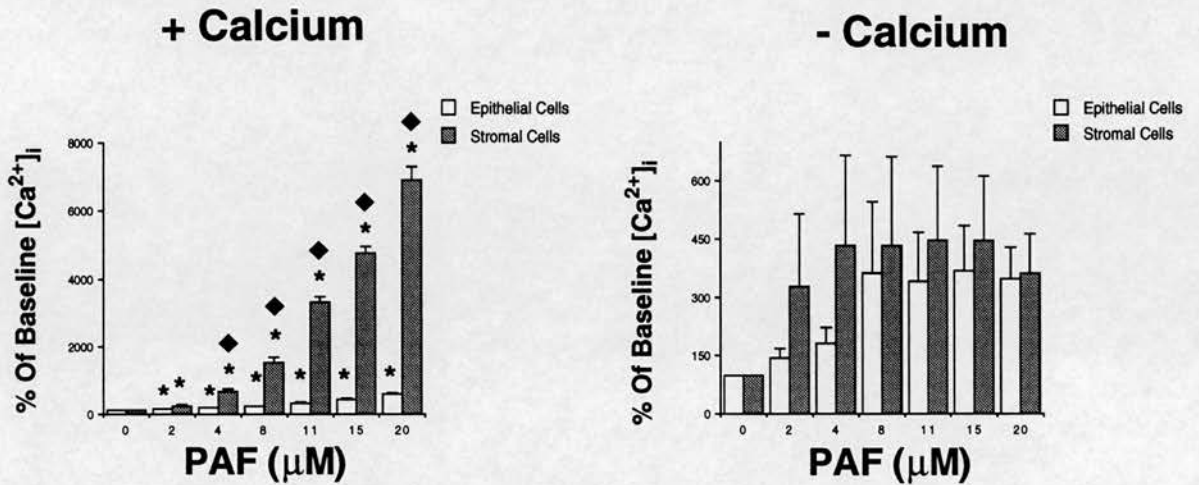 + Calcium
- Calcium
% Of Baseline [Ca²⁺]ᵢ
Epithelial Cells
Stromal Cells
8000
6000
4000
2000
0
◆
*
◆
*
◆
*
◆
*
◆
*
* * * * * * *
0 2 4 8 11 15 20
PAF (μM)
% Of Baseline [Ca²⁺]ᵢ
Epithelial Cells
Stromal Cells
600
450
300
150
0
0 2 4 8 11 15 20
PAF (μM)